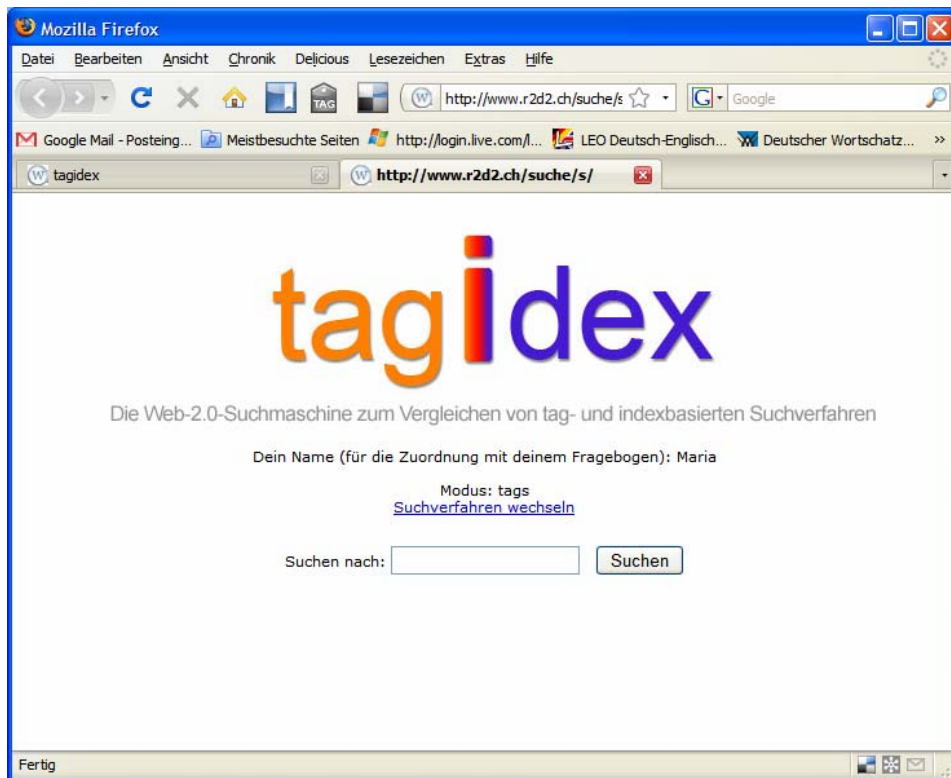 Mozilla Firefox
Datei Bearbeiten Ansicht Chronik Delicious Lesezeichen Extras Hilfe
TAG W http://www.r2d2.ch/suche/s G Google
Google Mail - Posteing... Meistbesuchte Seiten http://login.live.com/l... LEO Deutsch-Englisch... W Deutscher Wortschatz... »
W tagidex W http://www.r2d2.ch/suche/s/
tagidex
Die Web-2.0-Suchmaschine zum Vergleichen von tag- und indexbasierten Suchverfahren
Dein Name (für die Zuordnung mit deinem Fragebogen): Maria
Modus: tags
Suchverfahren wechseln
Suchen nach: Suchen
Fertig